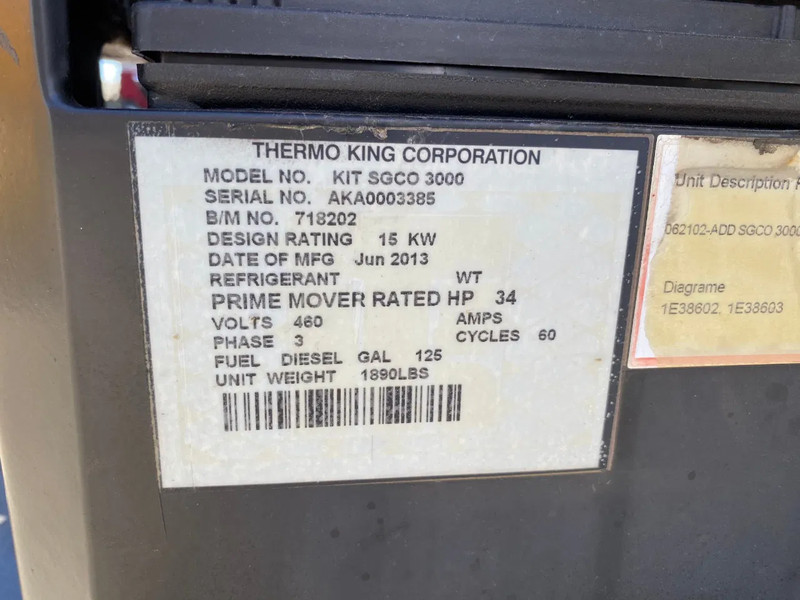 THERMO KING CORPORATION
MODEL NO. KIT SGCO 3000
SERIAL NO. AKA0003385
B/M NO. 718202
DESIGN RATING 15 KW
DATE OF MFG Jun 2013
REFRIGERANT WT
PRIME MOVER RATED HP 34
VOLTS 460 AMPS
PHASE 3 CYCLES 60
FUEL DIESEL GAL 125
UNIT WEIGHT 1890LBS
Unit Description
062102-ADD SGCO 3000
Diagrame
1E38602, 1E38603